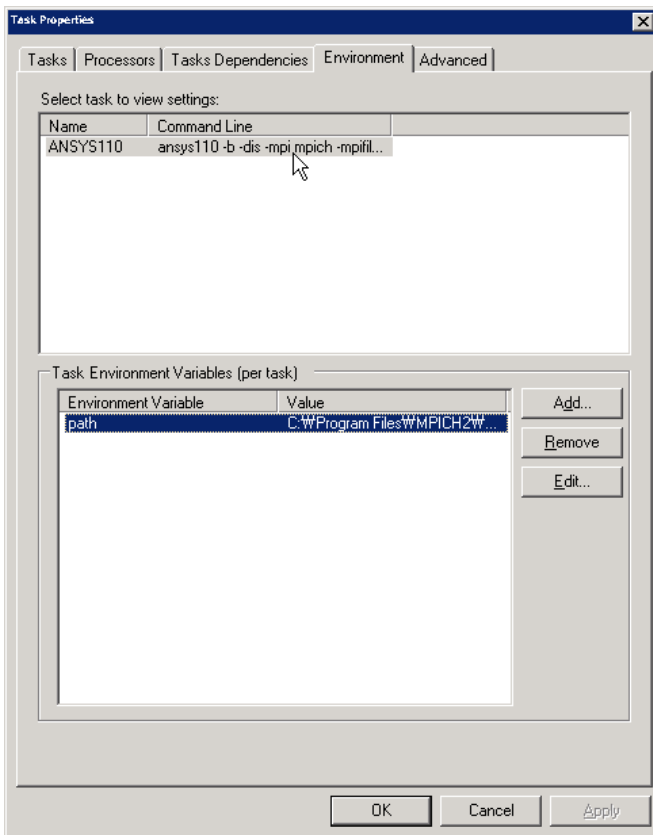 Task Properties
Tasks Processors Tasks Dependencies Environment Advanced
Select task to view settings:
Name Command Line
ANSYS110 ansys110 -b -dis -mpi mpich -mpifil...
Task Environment Variables (per task)
Environment Variable Value
path C:₩Program Files₩MPICH2₩...
Add...
Remove
Edit...
OK Cancel Apply